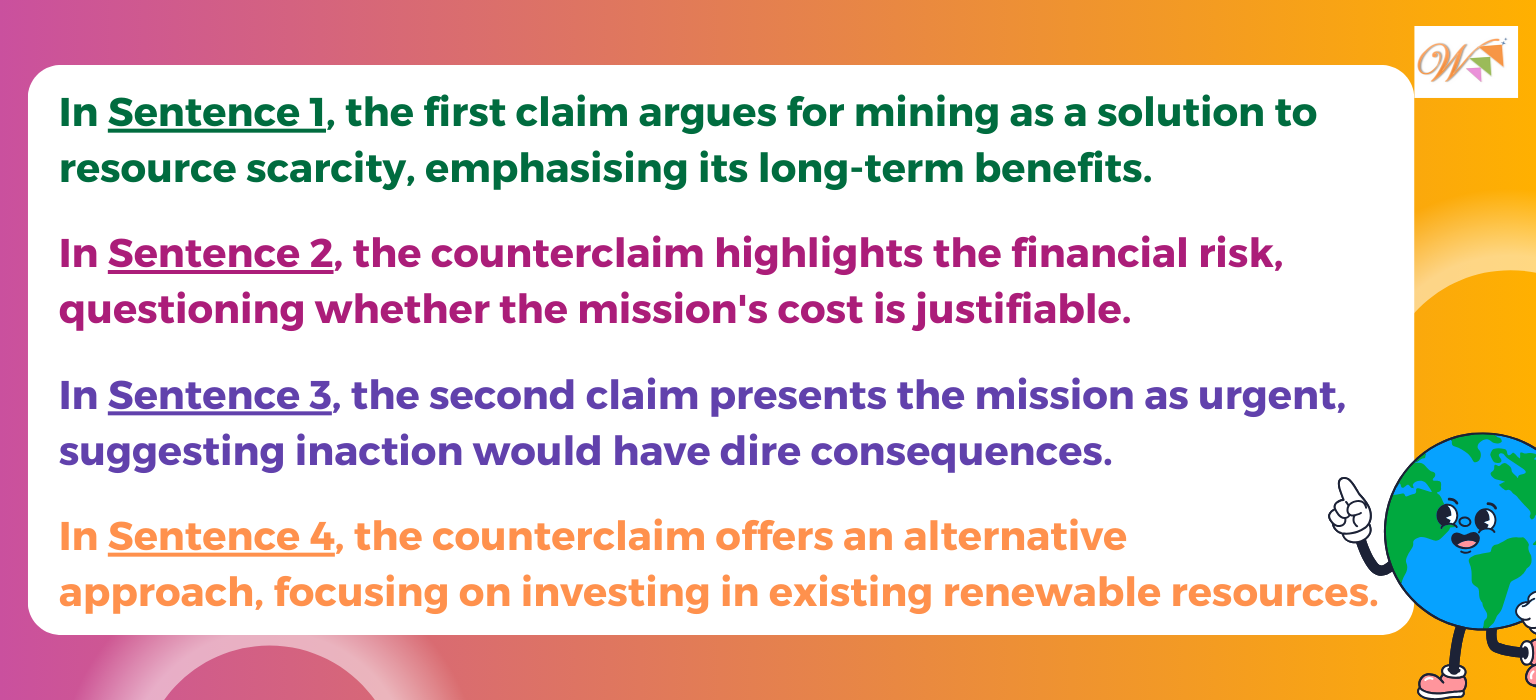 In Sentence 1, the first claim argues for mining as a solution to
resource scarcity, emphasising its long-term benefits.
In Sentence 2, the counterclaim highlights the financial risk,
questioning whether the mission's cost is justifiable.
In Sentence 3, the second claim presents the mission as urgent,
suggesting inaction would have dire consequences.
In Sentence 4, the counterclaim offers an alternative
approach, focusing on investing in existing renewable resources.
W